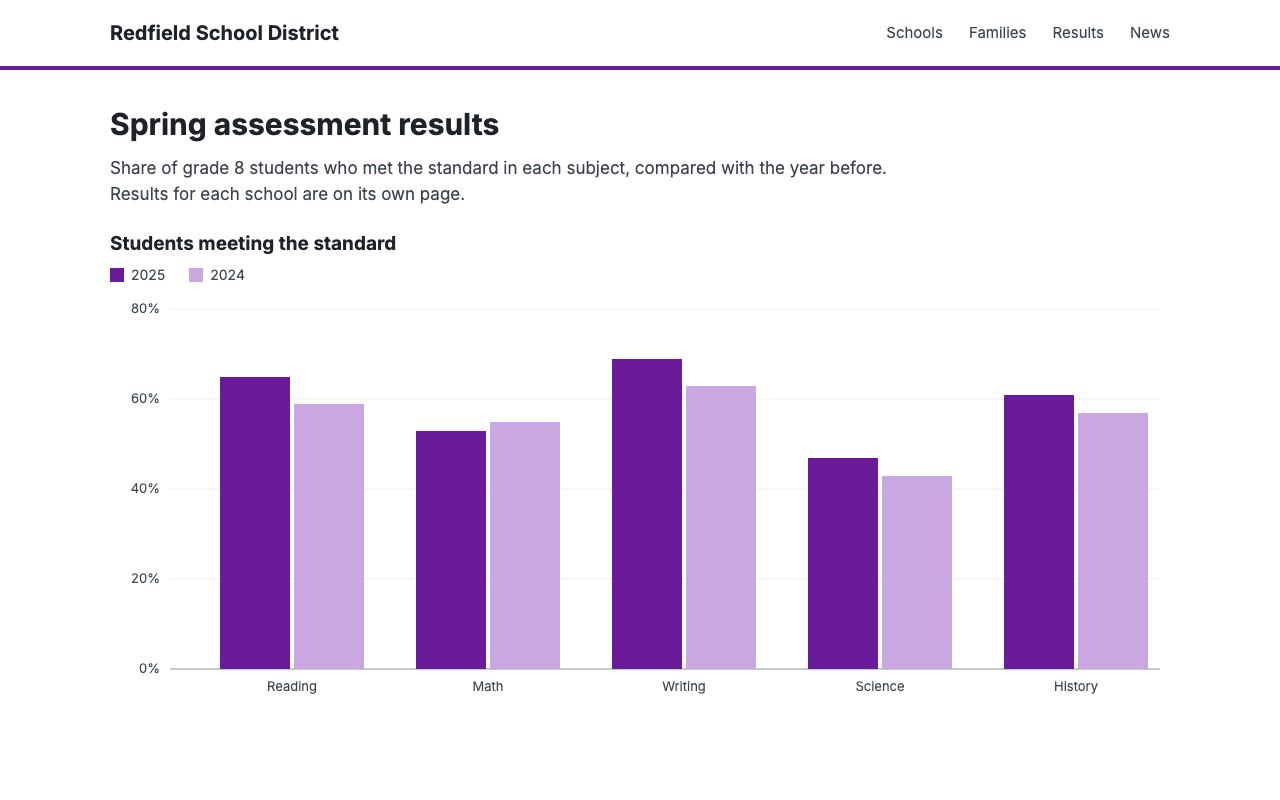 Redfield School District
Schools Families Results News
Spring assessment results
Share of grade 8 students who met the standard in each subject, compared with the year before.
Results for each school are on its own page.
Students meeting the standard
2025 2024
80%
60%
40%
20%
0%
Reading Math Writing Science History